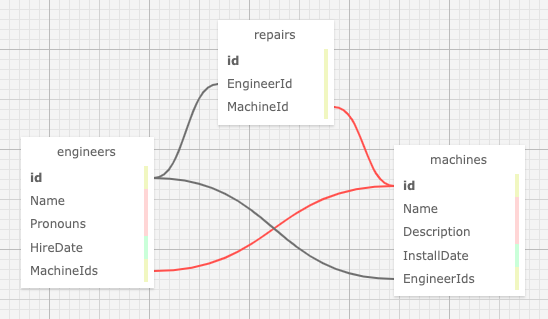 repairs
id
EngineerId
MachineId
engineers
id
Name
Pronouns
HireDate
MachineIds
machines
id
Name
Description
InstallDate
EngineerIds